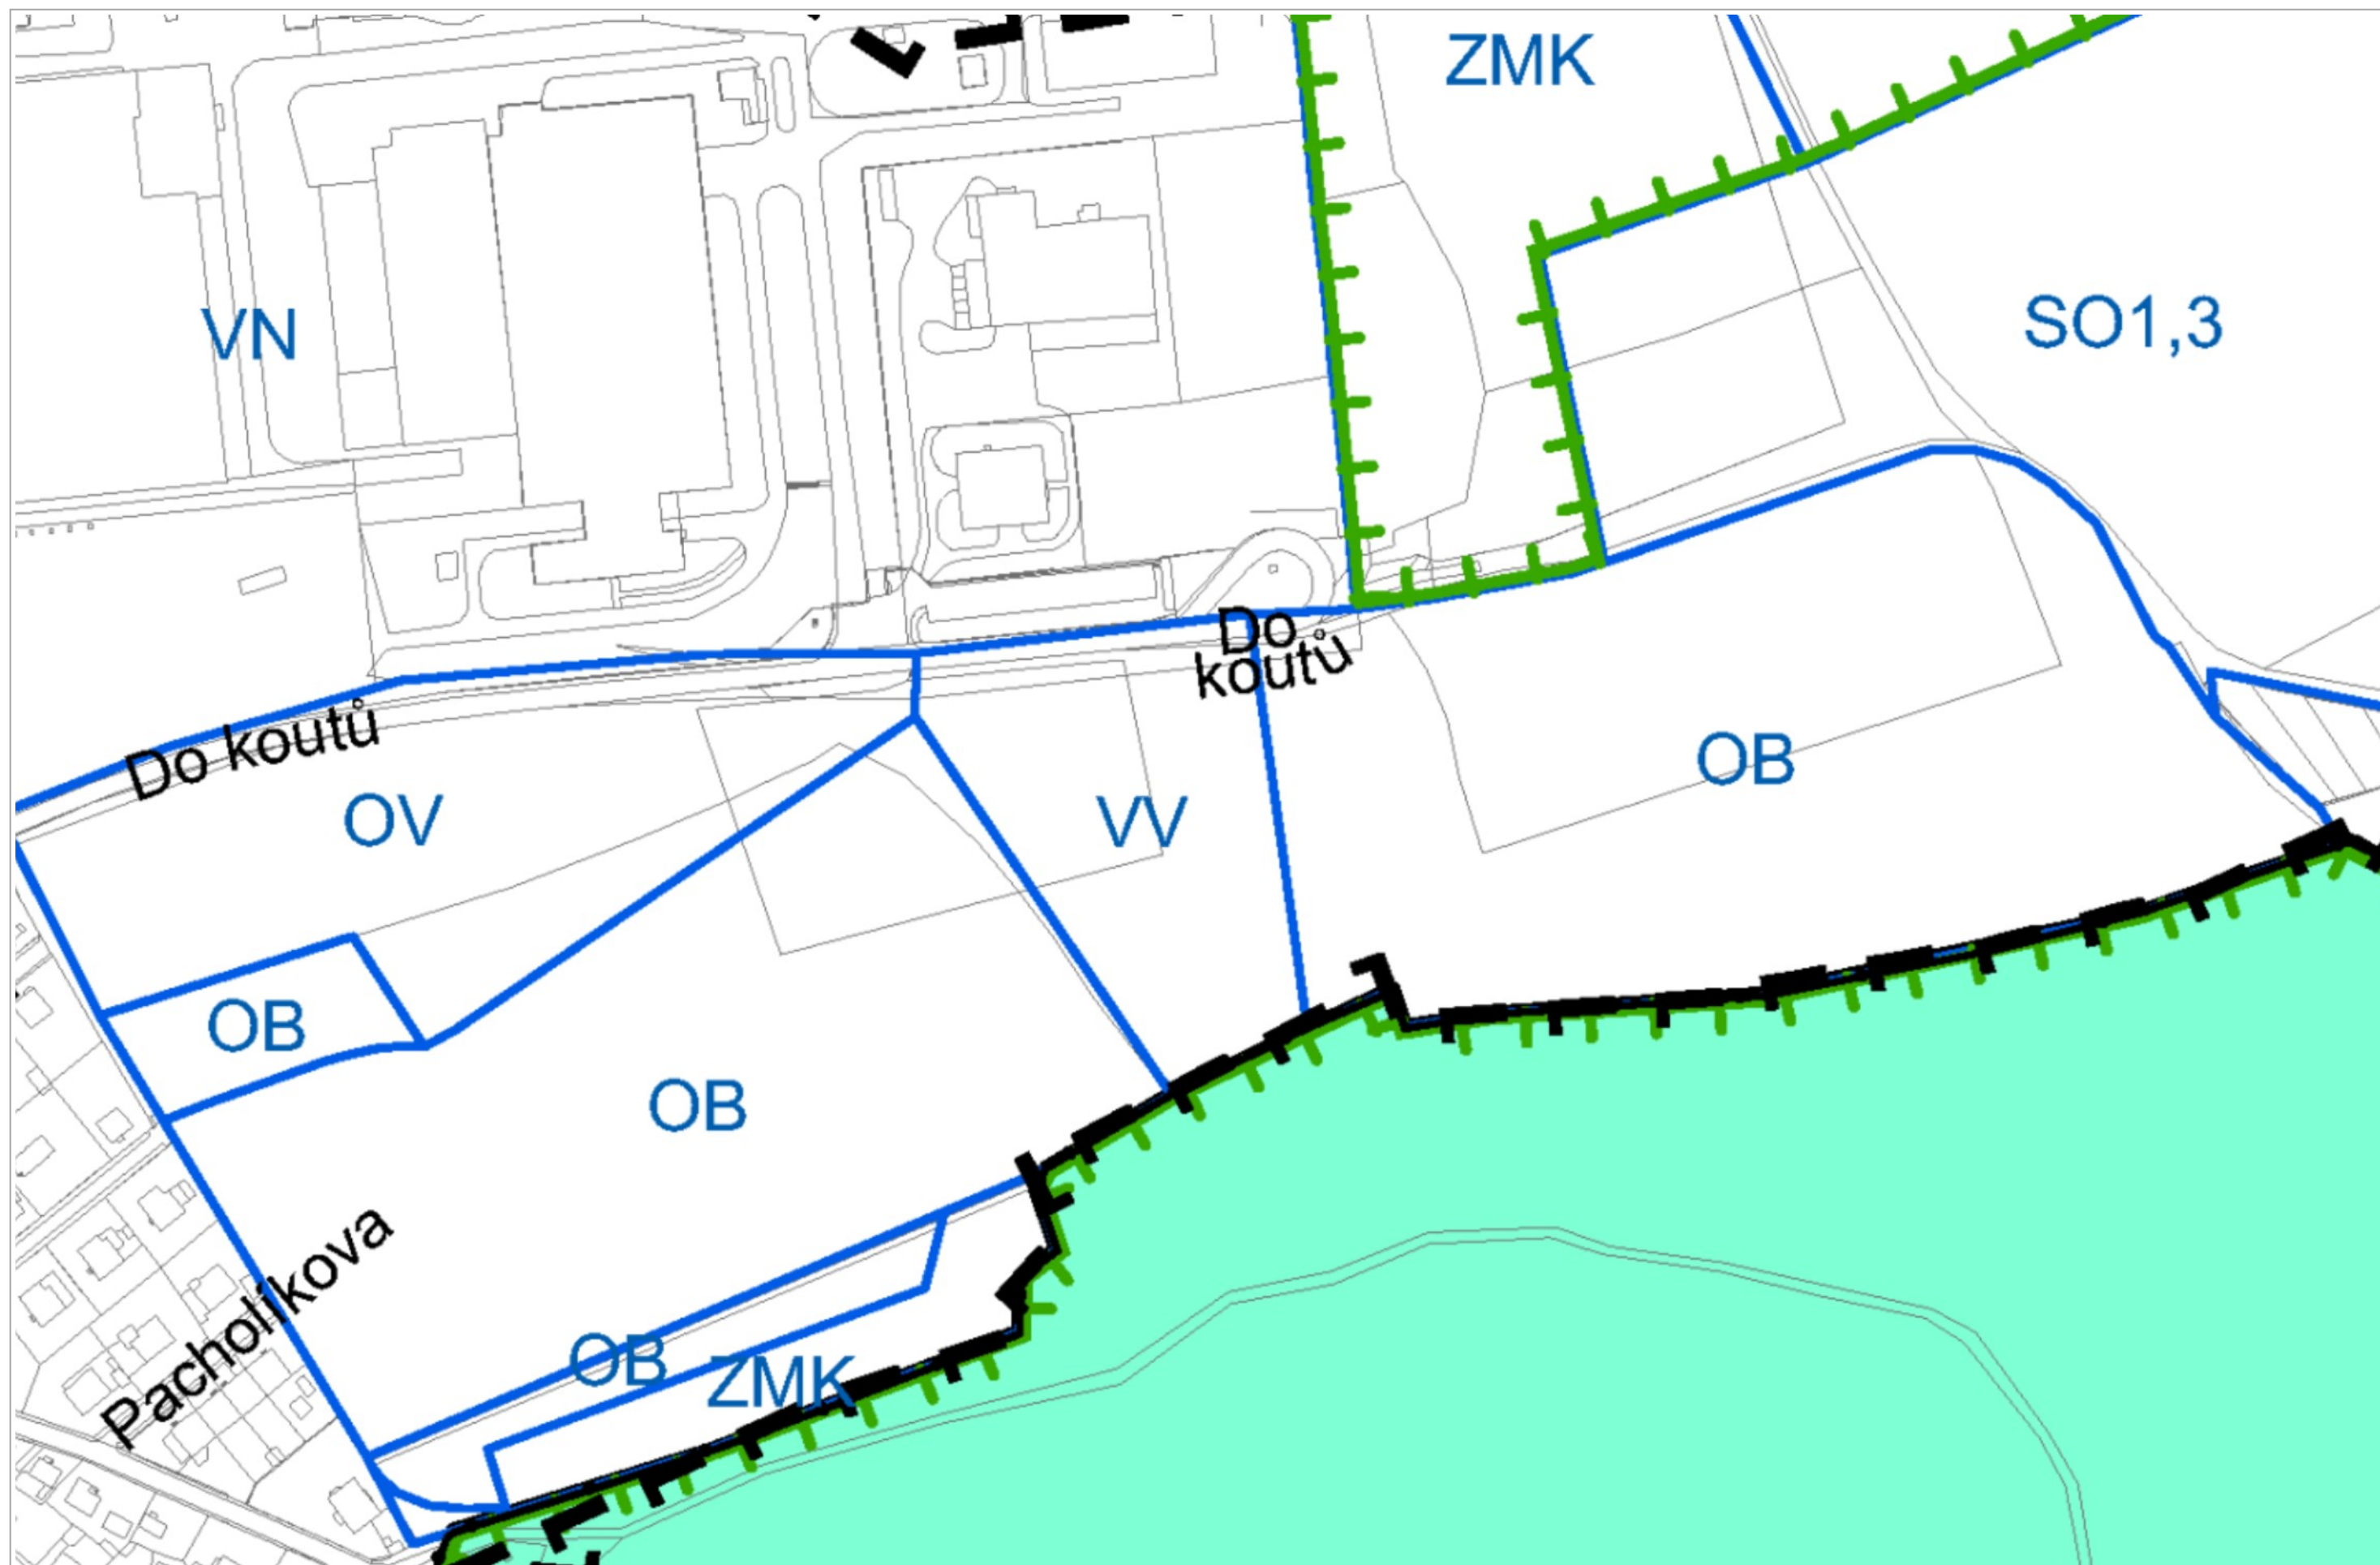 ZMK
VN
SO1,3
Do
koutů
Do koutů
OV
VV
OB
OB
OB
Pacholíkova
OB
ZMK